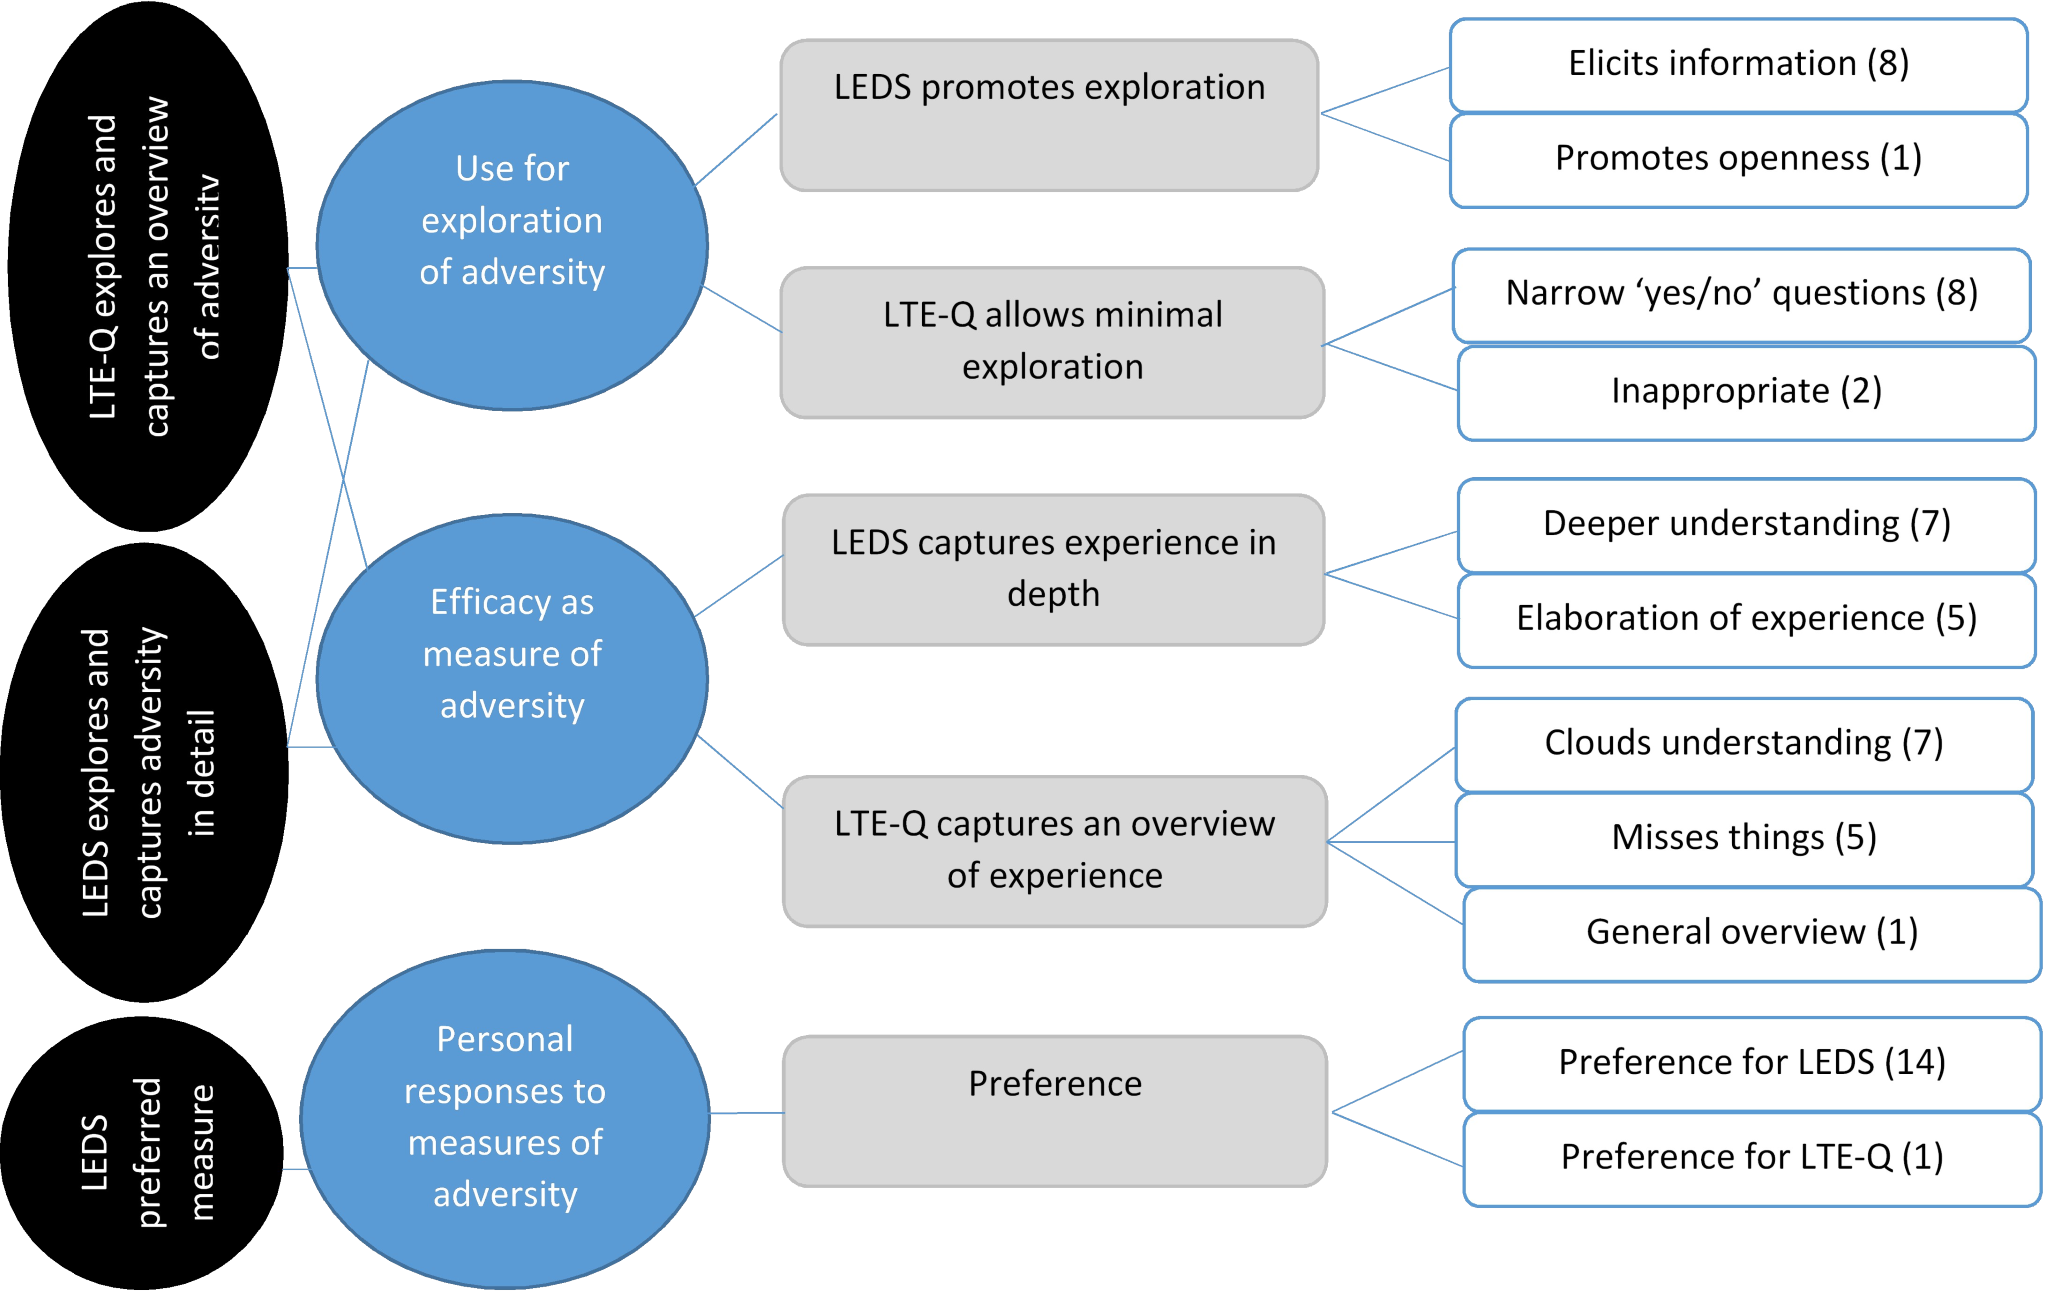 LTE-Q explores and
captures an overview
of adversity
LEDS explores and
captures adversity
in detail
LEDS
preferred
measure
Use for
exploration
of adversity
Efficacy as
measure of
adversity
Personal
responses to
measures of
adversity
LEDS promotes exploration
LTE-Q allows minimal
exploration
LEDS captures experience in
depth
LTE-Q captures an overview
of experience
Preference
Elicits information (8)
Promotes openness (1)
Narrow ‘yes/no’ questions (8)
Inappropriate (2)
Deeper understanding (7)
Elaboration of experience (5)
Clouds understanding (7)
Misses things (5)
General overview (1)
Preference for LEDS (14)
Preference for LTE-Q (1)